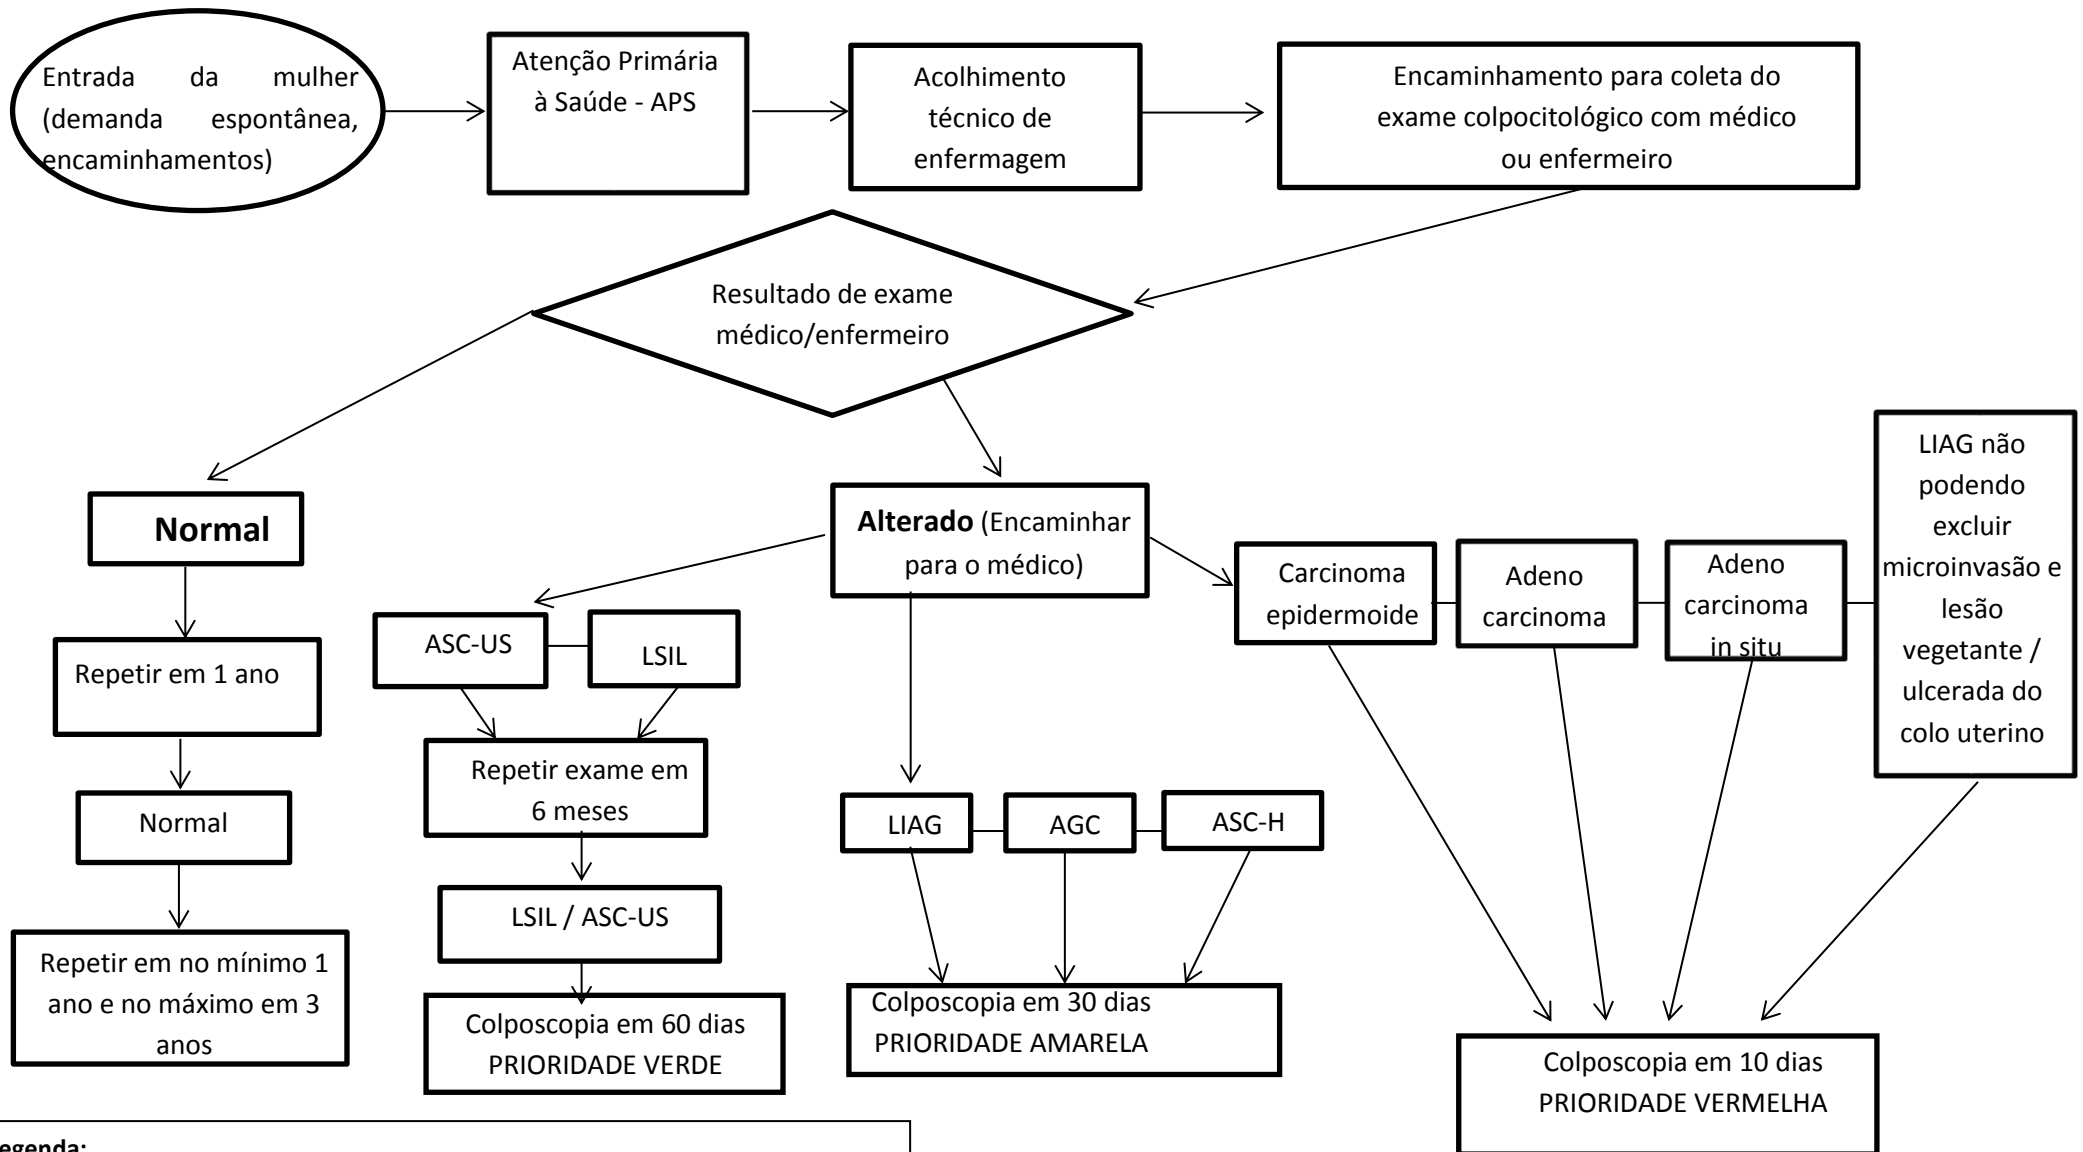 Entrada da mulher
(demanda espontânea,
encaminhamentos)
Atenção Primária
à Saúde - APS
Acolhimento
técnico de
enfermagem
Encaminhamento para coleta do
exame colpocitológico com médico
ou enfermeiro
Resultado de exame
médico/enfermeiro
Normal
Repetir em 1 ano
Normal
Repetir em no mínimo 1
ano e no máximo em 3
anos
Alterado (Encaminhar
para o médico)
ASC-US
LSIL
Repetir exame em
6 meses
LSIL / ASC-US
Colposcopia em 60 dias
PRIORIDADE VERDE
LIAG
AGC
ASC-H
Colposcopia em 30 dias
PRIORIDADE AMARELA
Carcinoma
epidermoide
Adeno
carcinoma
Adeno
carcinoma
in situ
LIAG não
podendo
excluir
microinvasão e
lesão
vegetante /
ulcerada do
colo uterino
Colposcopia em 10 dias
PRIORIDADE VERMELHA
egenda: